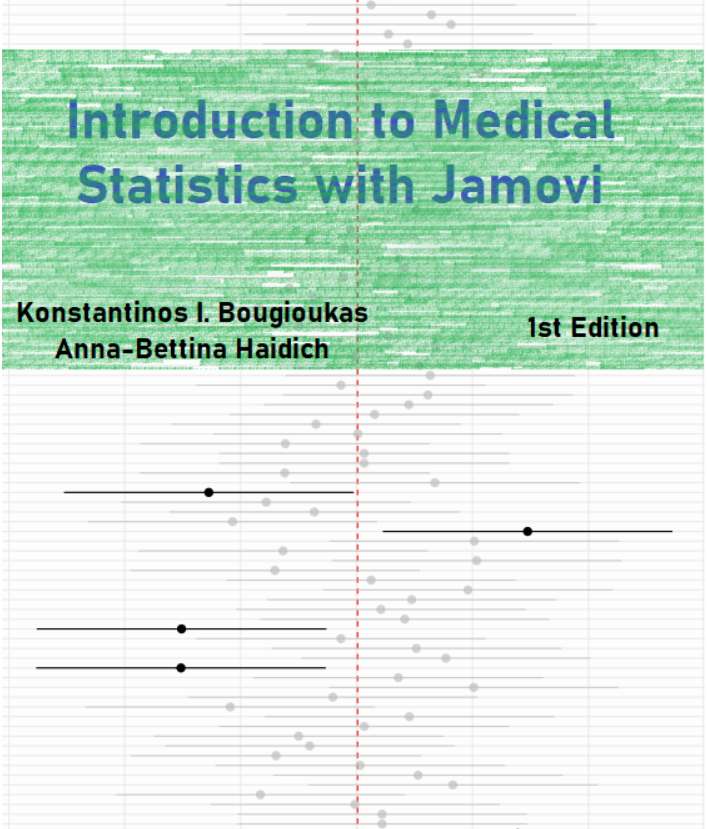 Introduction to Medical
Statistics with Jamovi
Konstantinos I. Bougioukas
Anna-Bettina Haidich
1st Edition